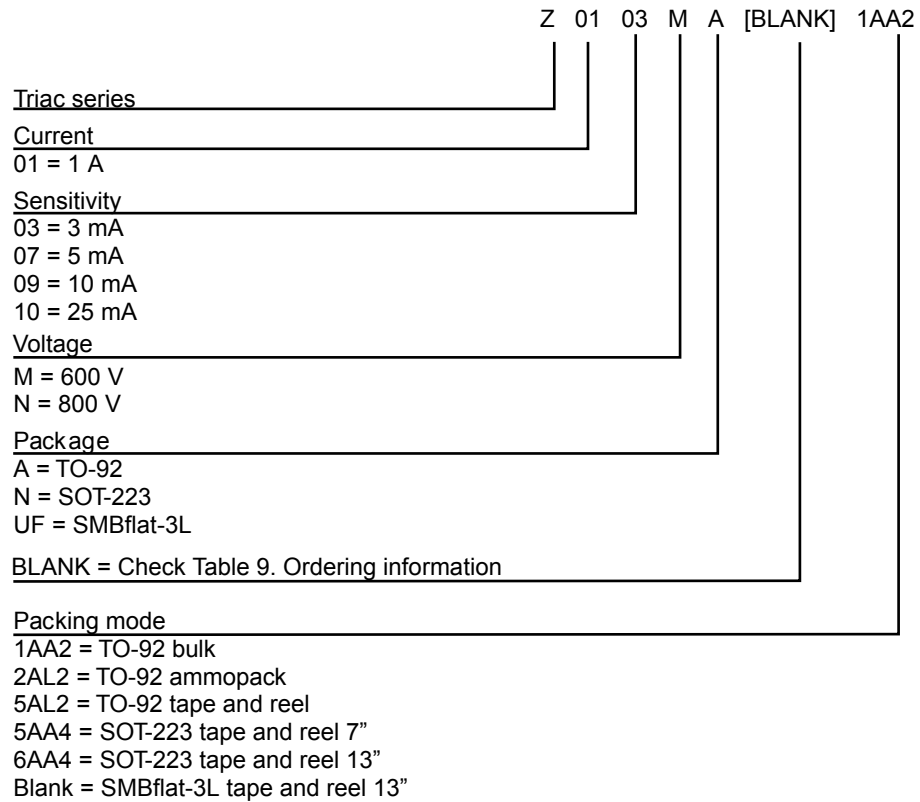 Z 01 03 M A [BLANK] 1AA2
Triac series
Current
01 = 1 A
Sensitivity
03 = 3 mA
07 = 5 mA
09 = 10 mA
10 = 25 mA
Voltage
M = 600 V
N = 800 V
Package
A = TO-92
N = SOT-223
UF = SMBflat-3L
BLANK = Check Table 9. Ordering information
Packing mode
1AA2 = TO-92 bulk
2AL2 = TO-92 ammopack
5AL2 = TO-92 tape and reel
5AA4 = SOT-223 tape and reel 7”
6AA4 = SOT-223 tape and reel 13”
Blank = SMBflat-3L tape and reel 13”